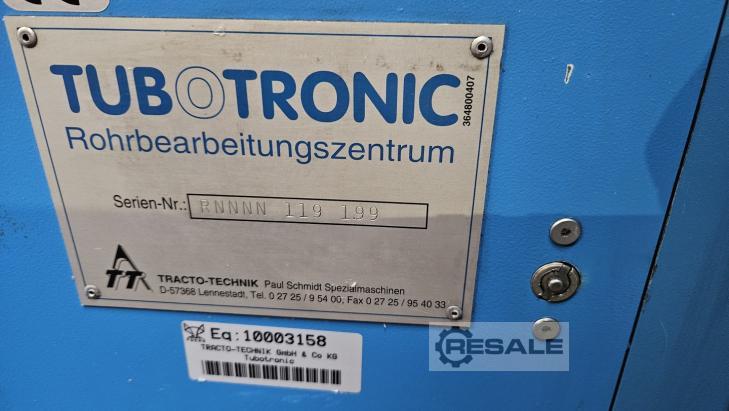 TUBOTRONIC
364800407
Rohrbearbeitungszentrum
Serien-Nr.: RNNNN 119 199
TT
TRACTO-TECHNIK Paul Schmidt Spezialmaschinen
D-57368 Lennestadt, Tel. 0 27 25 / 9 54 00, Fax 0 27 25 / 95 40 33
Eq:10003158
TRACTO-TECHNIK GmbH & Co KG
Tubotronic
RESALE